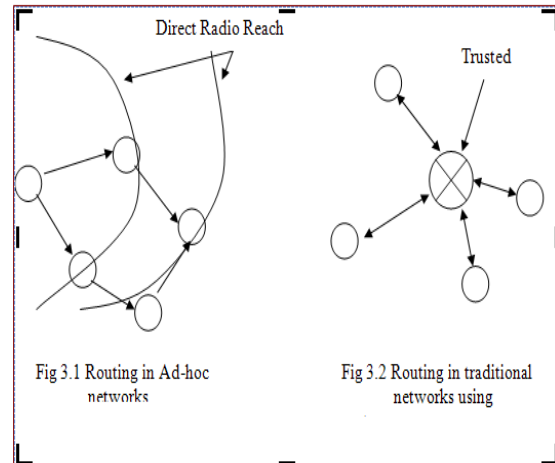 Direct Radio Reach
Trusted
Fig 3.1 Routing in Ad-hoc
networks
Fig 3.2 Routing in traditional
networks using